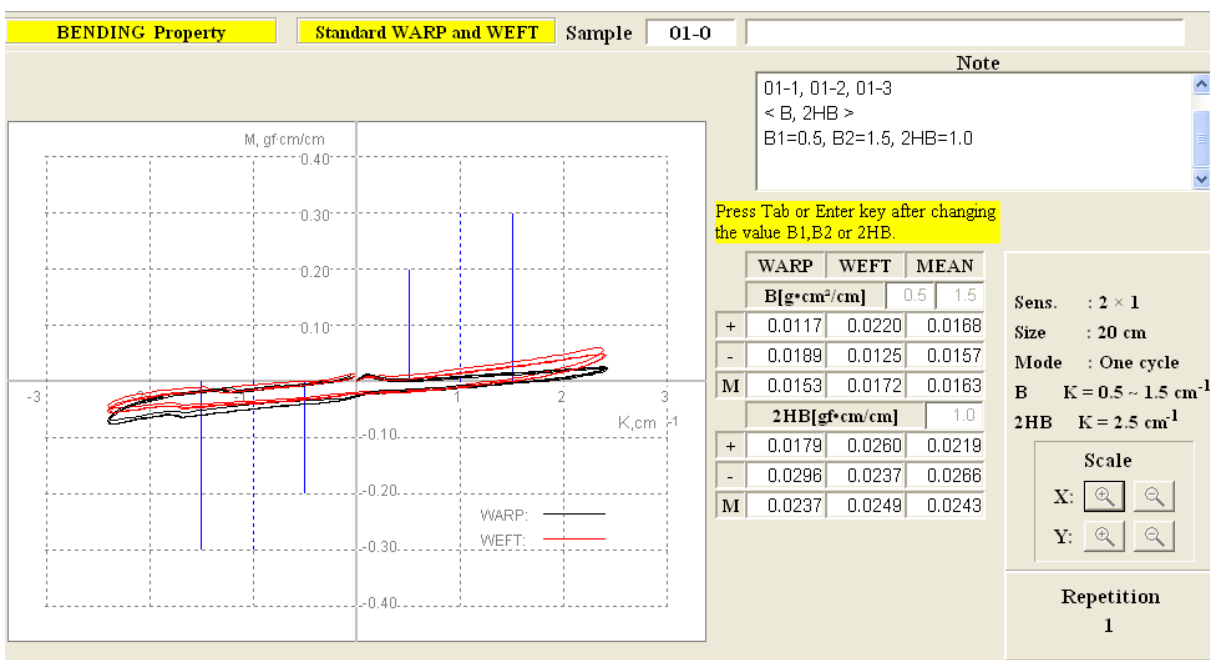 BENDING Property
Standard WARP and WEFT
Sample
01-0
Note
01-1, 01-2, 01-3
< B, 2HB >
B1=0.5, B2=1.5, 2HB=1.0
M, gf·cm/cm
0.40
0.30
0.20
0.10
-3
-2
-1
1
2
3
K,cm -1
-0.10
-0.20
-0.30
-0.40
WARP:
WEFT:
Press Tab or Enter key after changing
the value B1,B2 or 2HB.
WARP WEFT MEAN
B[g•cm²/cm] 0.5 1.5
+ 0.0117 0.0220 0.0168
- 0.0189 0.0125 0.0157
M 0.0153 0.0172 0.0163
2HB[gf•cm/cm] 1.0
+ 0.0179 0.0260 0.0219
- 0.0296 0.0237 0.0266
M 0.0237 0.0249 0.0243
Sens. : 2 × 1
Size : 20 cm
Mode : One cycle
B K = 0.5 ~ 1.5 cm-1
2HB K = 2.5 cm-1
Scale
X:
Y:
Repetition
1